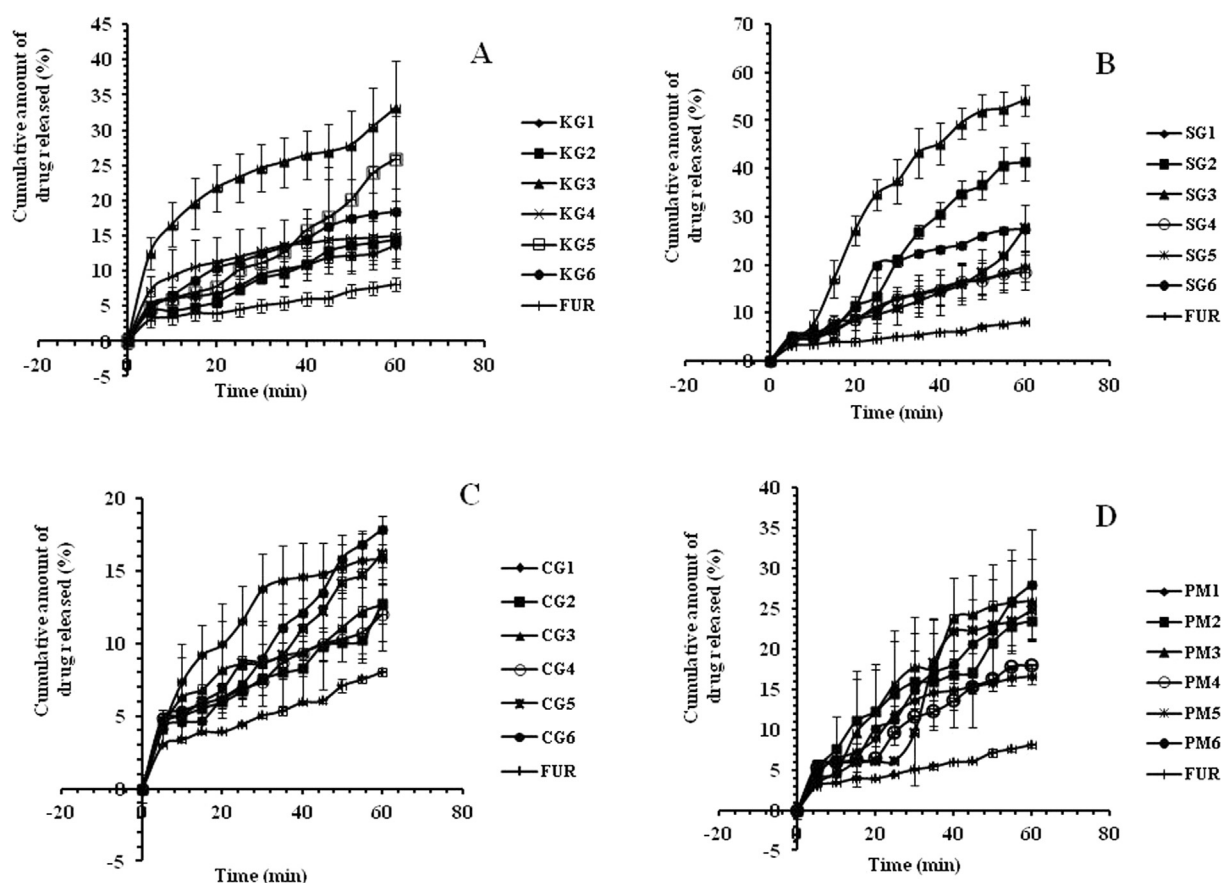 A
Cumulative amount of
drug released (%)
45
40
35
30
25
20
15
10
5
0
-5
-20
0
20
40
60
80
Time (min)
KG1
KG2
KG3
KG4
KG5
KG6
FUR
B
Cumulative amount of
drug released (%)
70
60
50
40
30
20
10
0
-10
-20
0
20
40
60
80
Time (min)
SG1
SG2
SG3
SG4
SG5
SG6
FUR
C
Cumulative amount of
drug released (%)
20
15
10
5
0
-5
-20
0
20
40
60
80
Time (min)
CG1
CG2
CG3
CG4
CG5
CG6
FUR
D
Cumulative amount of
drug released (%)
40
35
30
25
20
15
10
5
0
-5
-20
0
20
40
60
80
Time (min)
PM1
PM2
PM3
PM4
PM5
PM6
FUR